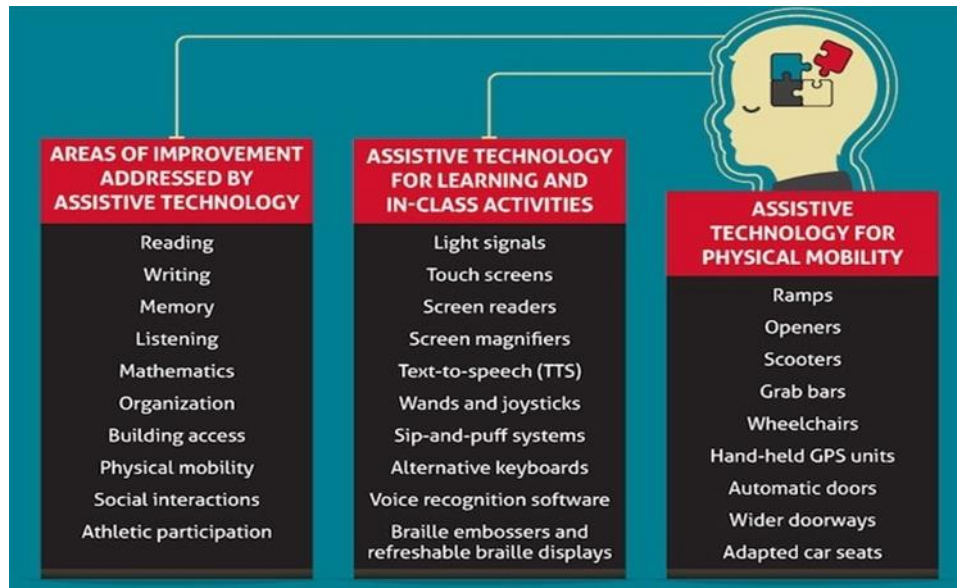 AREAS OF IMPROVEMENT
ADDRESSED BY
ASSISTIVE TECHNOLOGY
Reading
Writing
Memory
Listening
Mathematics
Organization
Building access
Physical mobility
Social interactions
Athletic participation
ASSISTIVE TECHNOLOGY
FOR LEARNING AND
IN-CLASS ACTIVITIES
Light signals
Touch screens
Screen readers
Screen magnifiers
Text-to-speech (TTS)
Wands and joysticks
Sip-and-puff systems
Alternative keyboards
Voice recognition software
Braille embossers and
refreshable braille displays
ASSISTIVE
TECHNOLOGY FOR
PHYSICAL MOBILITY
Ramps
Openers
Scooters
Grab bars
Wheelchairs
Hand-held GPS units
Automatic doors
Wider doorways
Adapted car seats